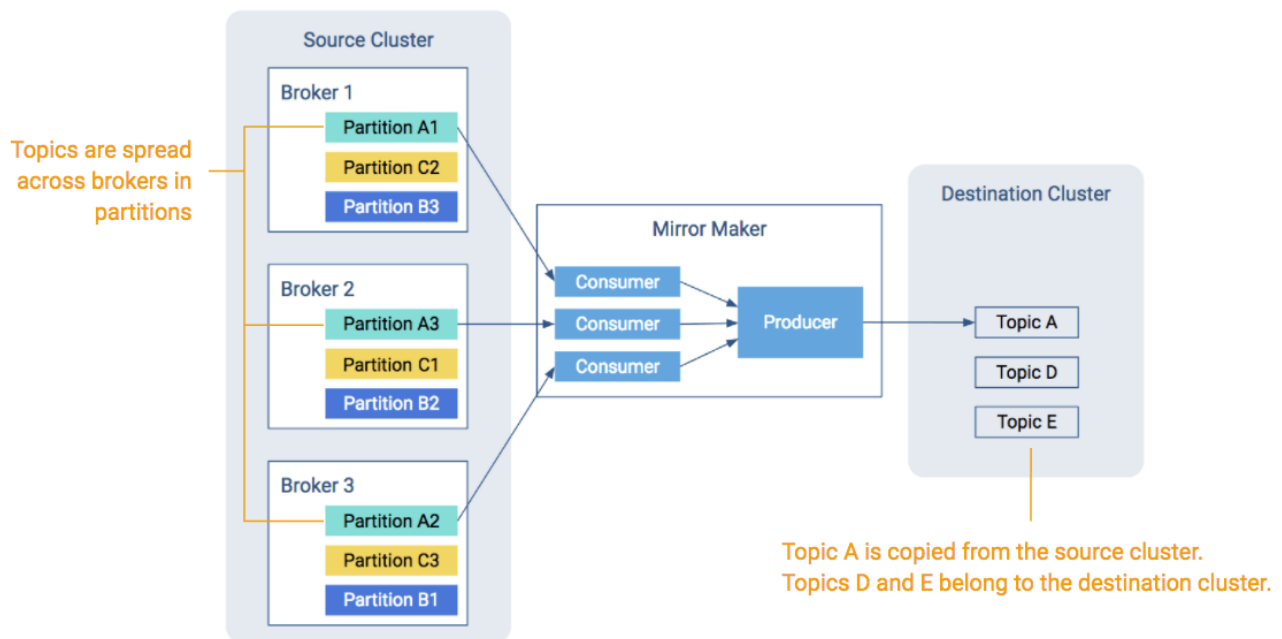 Source Cluster
Broker 1
Partition A1
Partition C2
Partition B3
Topics are spread
across brokers in
partitions
Broker 2
Partition A3
Partition C1
Partition B2
Broker 3
Partition A2
Partition C3
Partition B1
Mirror Maker
Consumer
Consumer
Consumer
Producer
Destination Cluster
Topic A
Topic D
Topic E
Topic A is copied from the source cluster.
Topics D and E belong to the destination cluster.